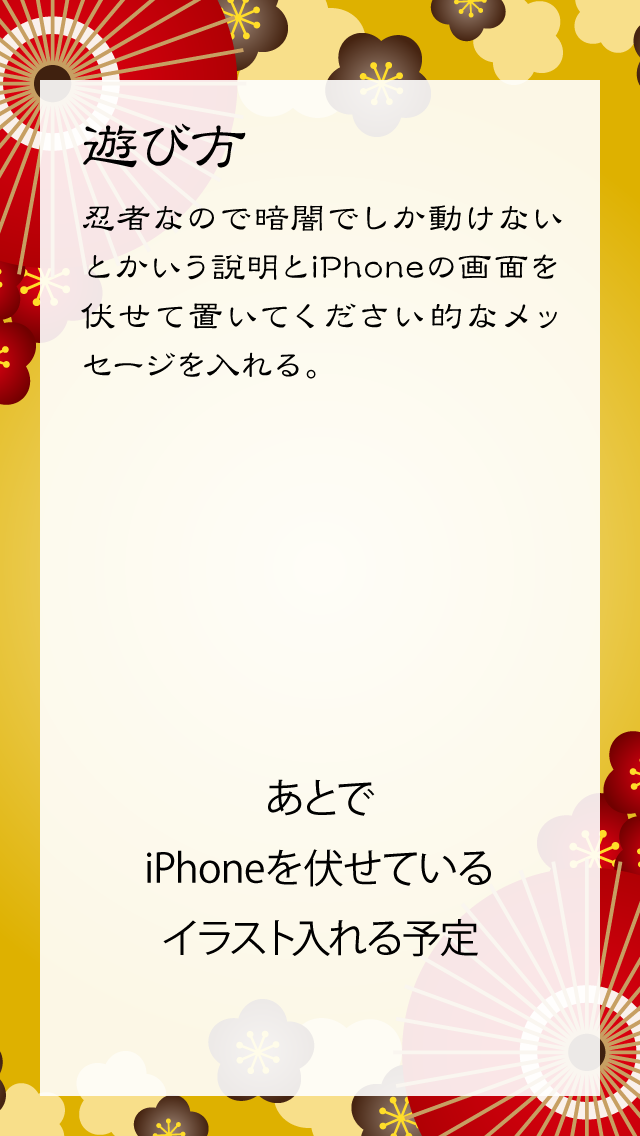 遊び方
忍者なので暗闇でしか動けない
とかいう説明とiPhoneの画面を
伏せて置いてください的なメッ
セージを入れる。
あとで
iPhoneを伏せている
イラスト入れる予定